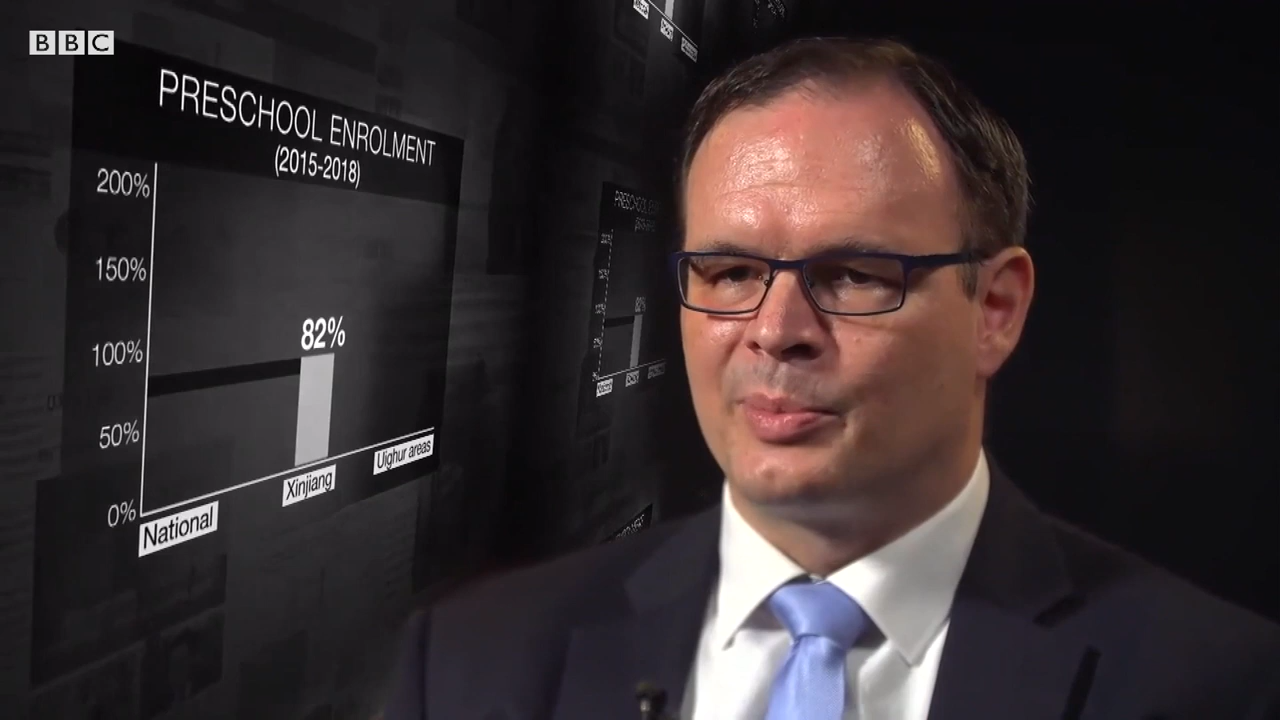 BBC
PRESCHOOL ENROLMENT
(2015-2018)
200%
150%
100%
50%
0%
82%
National
Xinjiang
Uighur areas